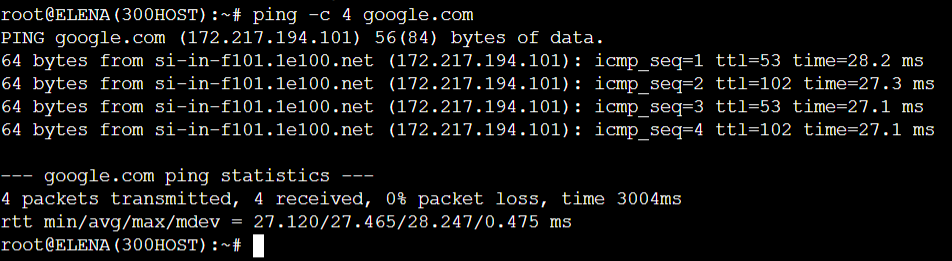 root@ELENA(300HOST):~# ping -c 4 google.com
PING google.com (172.217.194.101) 56(84) bytes of data.
64 bytes from si-in-f101.1e100.net (172.217.194.101): icmp_seq=1 ttl=53 time=28.2 ms
64 bytes from si-in-f101.1e100.net (172.217.194.101): icmp_seq=2 ttl=102 time=27.3 ms
64 bytes from si-in-f101.1e100.net (172.217.194.101): icmp_seq=3 ttl=53 time=27.1 ms
64 bytes from si-in-f101.1e100.net (172.217.194.101): icmp_seq=4 ttl=102 time=27.1 ms

--- google.com ping statistics ---
4 packets transmitted, 4 received, 0% packet loss, time 3004ms
rtt min/avg/max/mdev = 27.120/27.465/28.247/0.475 ms
root@ELENA(300HOST):~#